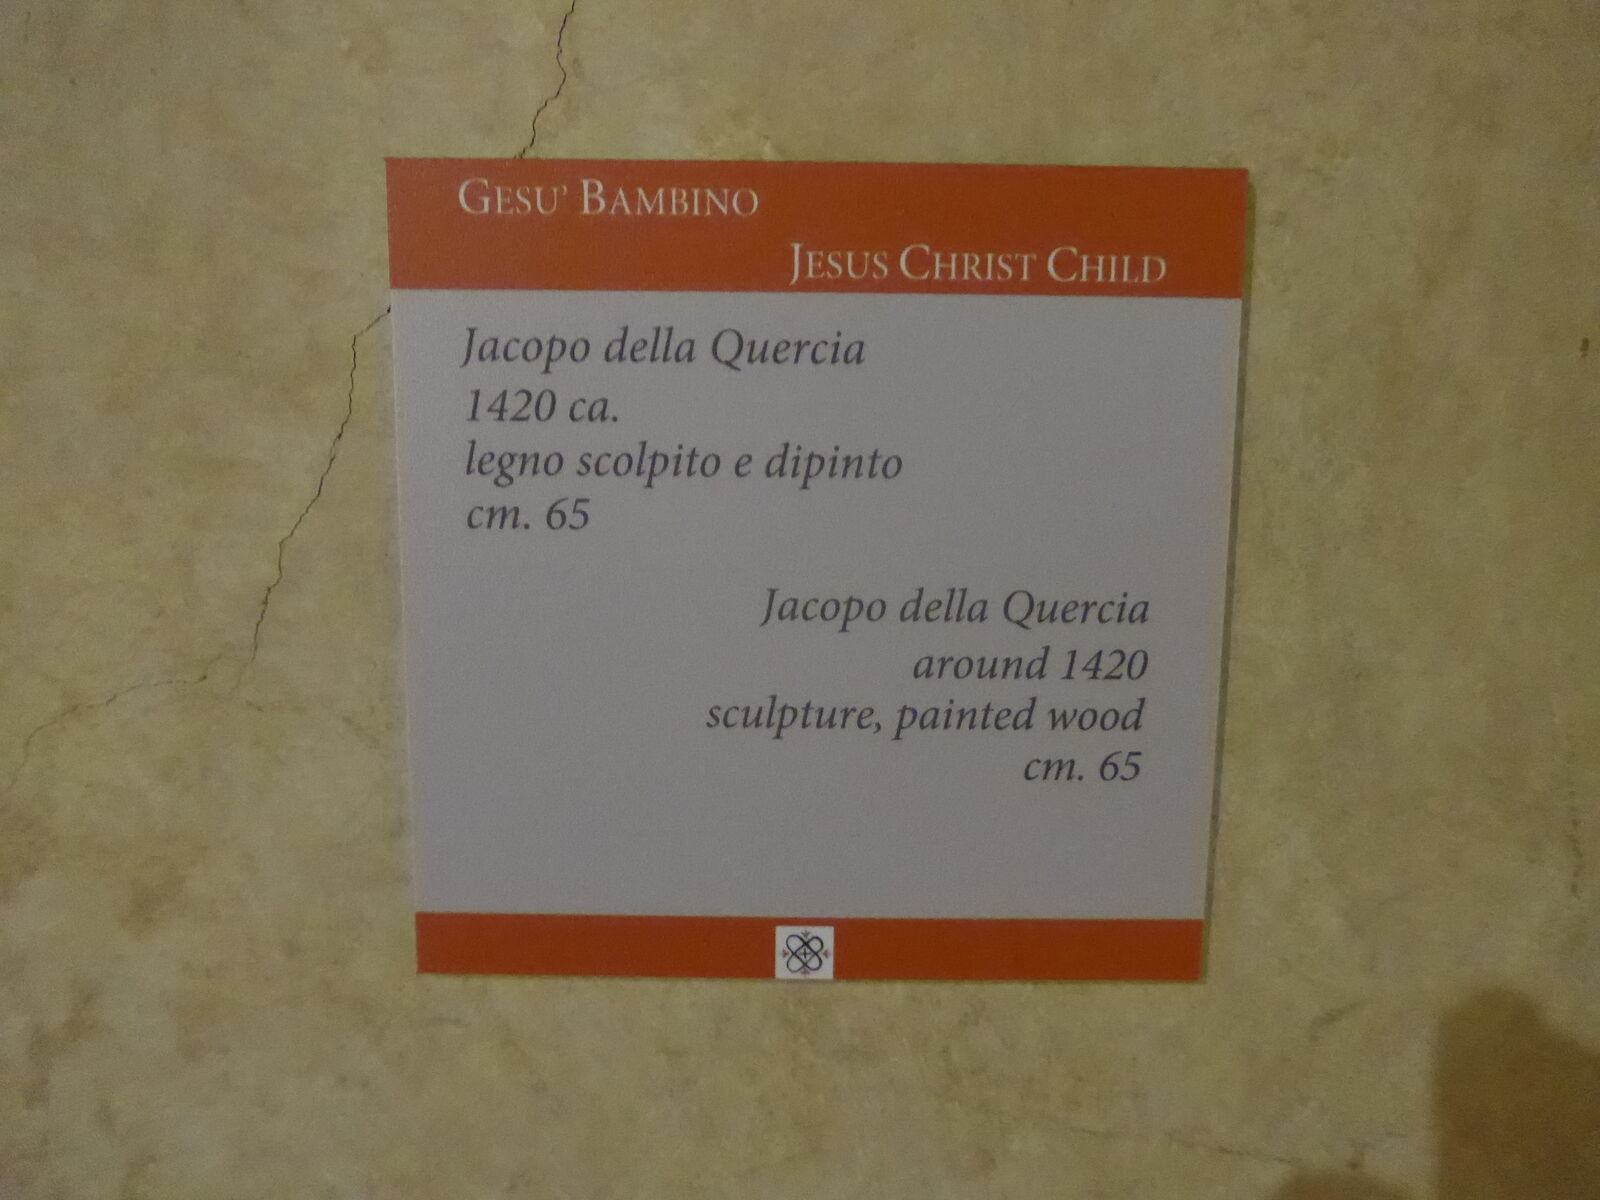 GESU' BAMBINO
JESUS CHRIST CHILD
Jacopo della Quercia
1420 ca.
legno scolpito e dipinto
cm. 65
Jacopo della Quercia
around 1420
sculpture, painted wood
cm. 65